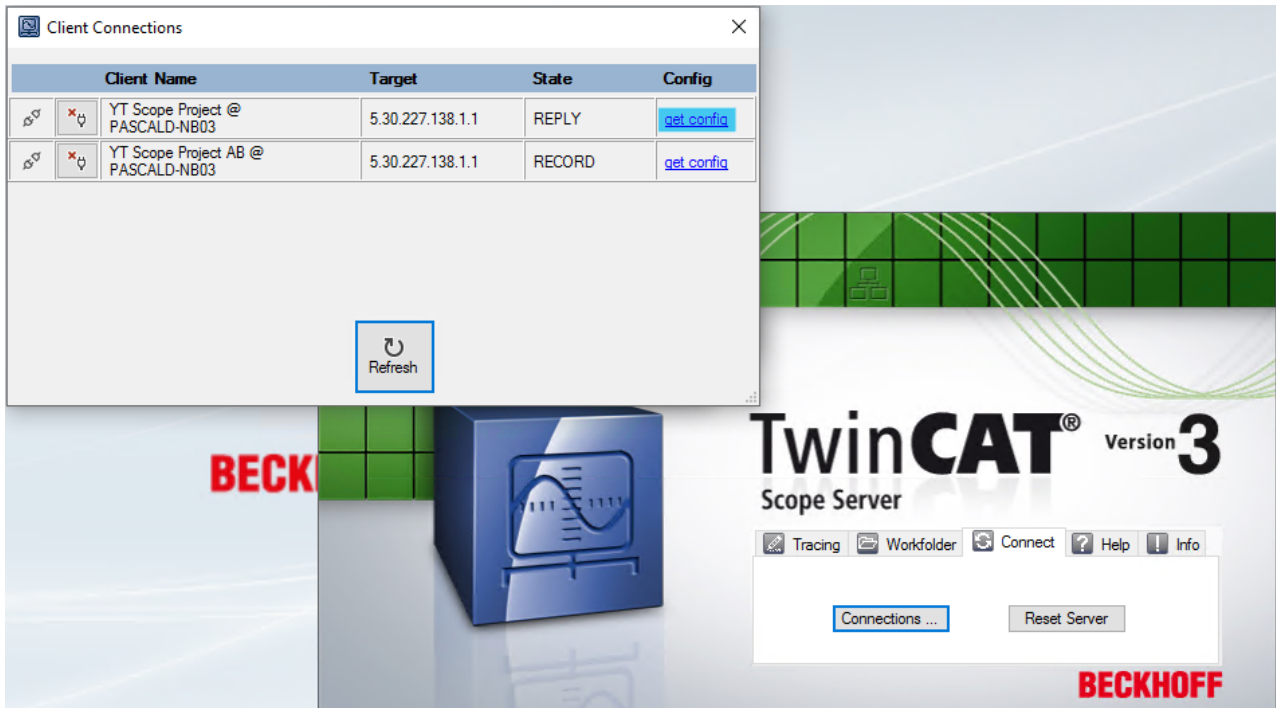 Client Connections
Client Name Target State Config
YT Scope Project @
PASCALD-NB03
5.30.227.138.1.1 REPLY get config
YT Scope Project AB @
PASCALD-NB03
5.30.227.138.1.1 RECORD get config
Refresh
TwinCAT® Version 3
Scope Server
BECK
Tracing Workfolder Connect Help Info
Connections ... Reset Server
BECKHOFF